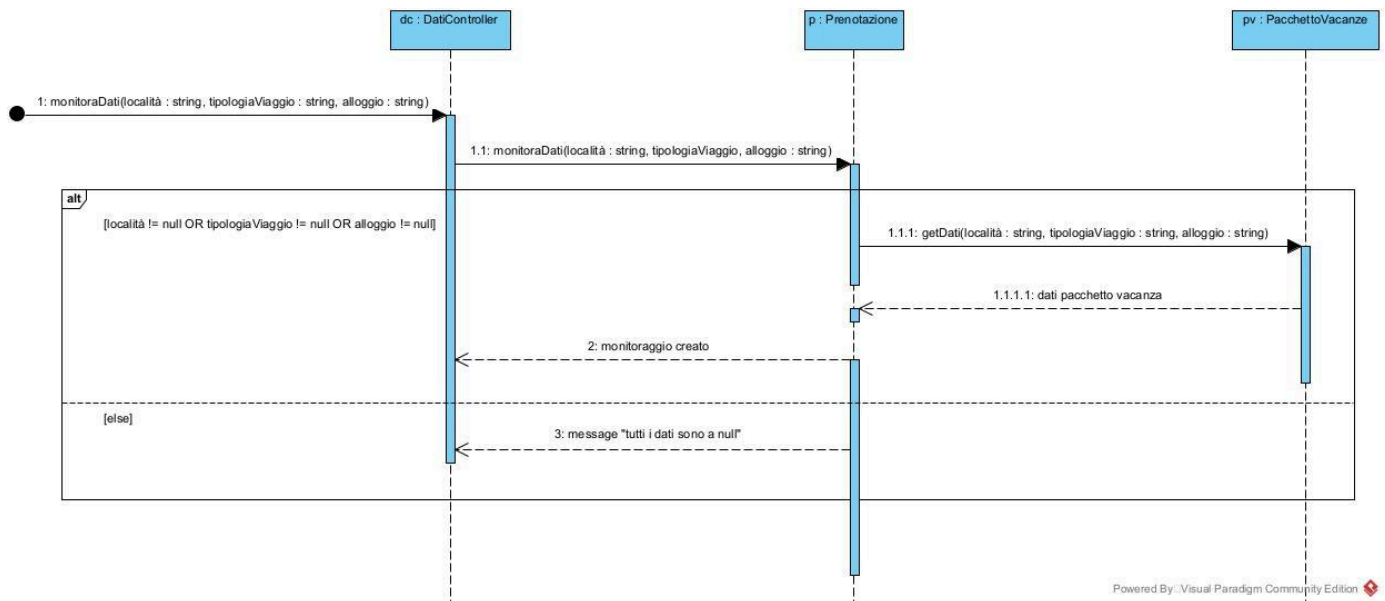 dc : DatiController
p : Prenotazione
pv : PacchettoVacanze
1: monitoraDati(località : string, tipologiaViaggio : string, alloggio : string)
1.1: monitoraDati(località : string, tipologiaViaggio, alloggio : string)
alt
[località != null OR tipologiaViaggio != null OR alloggio != null]
1.1.1: getDati(località : string, tipologiaViaggio : string, alloggio : string)
1.1.1.1: dati pacchetto vacanza
2: monitoraggio creato
[else]
3: message "tutti i dati sono a null"
Powered By Visual Paradigm Community Edition